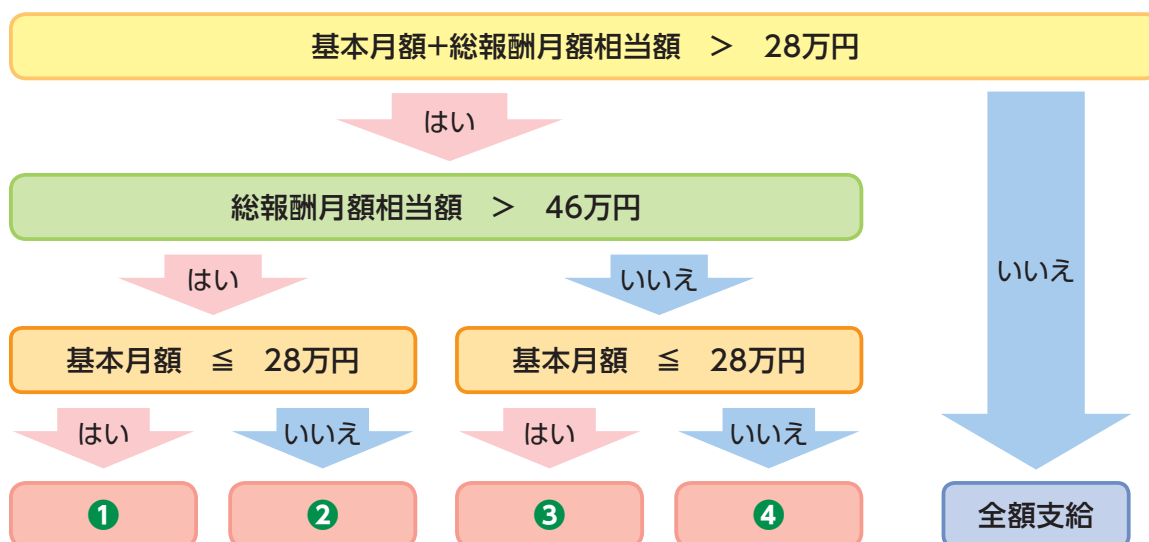 基本月額+総報酬月額相当額 > 28万円
はい
総報酬月額相当額 > 46万円
はい
いいえ
いいえ
基本月額 ≦ 28万円
基本月額 ≦ 28万円
はい
いいえ
はい
いいえ
❶
❷
❸
❹
全額支給